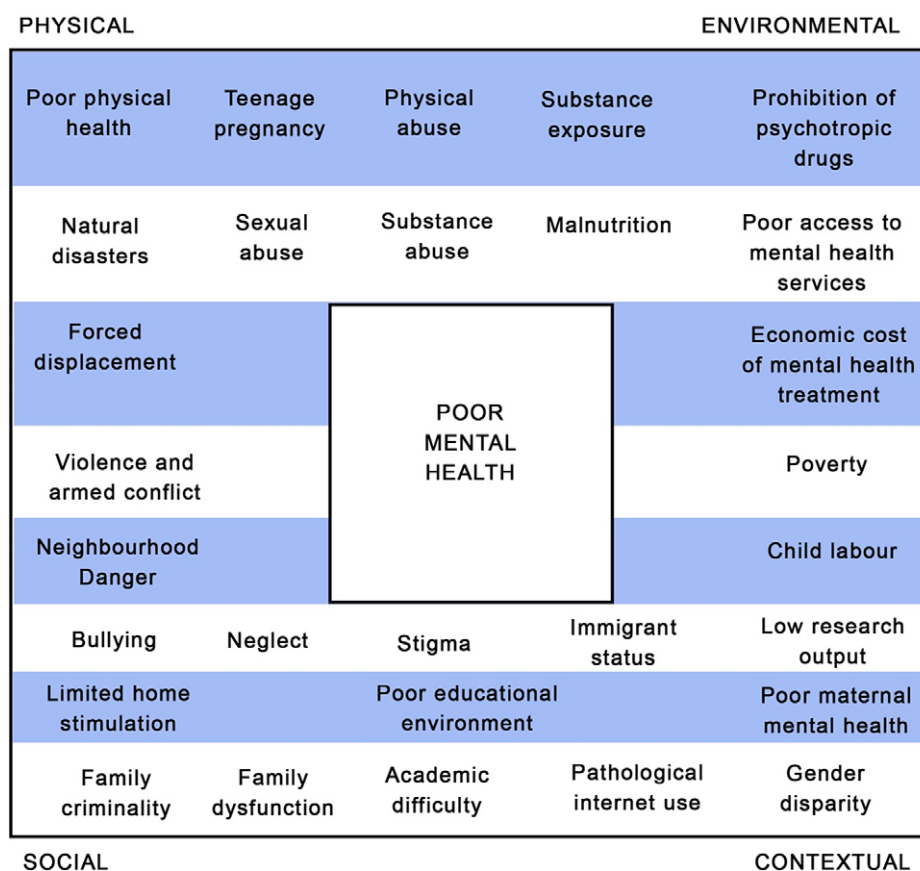 PHYSICAL
ENVIRONMENTAL
Poor physical
health
Teenage
pregnancy
Physical
abuse
Substance
exposure
Prohibition of
psychotropic
drugs
Natural
disasters
Sexual
abuse
Substance
abuse
Malnutrition
Poor access to
mental health
services
Forced
displacement
Economic cost
of mental health
treatment
POOR
MENTAL
HEALTH
Violence and
armed conflict
Poverty
Neighbourhood
Danger
Child labour
Bullying
Neglect
Stigma
Immigrant
status
Low research
output
Limited home
stimulation
Poor educational
environment
Poor maternal
mental health
Family
criminality
Family
dysfunction
Academic
difficulty
Pathological
internet use
Gender
disparity
SOCIAL
CONTEXTUAL